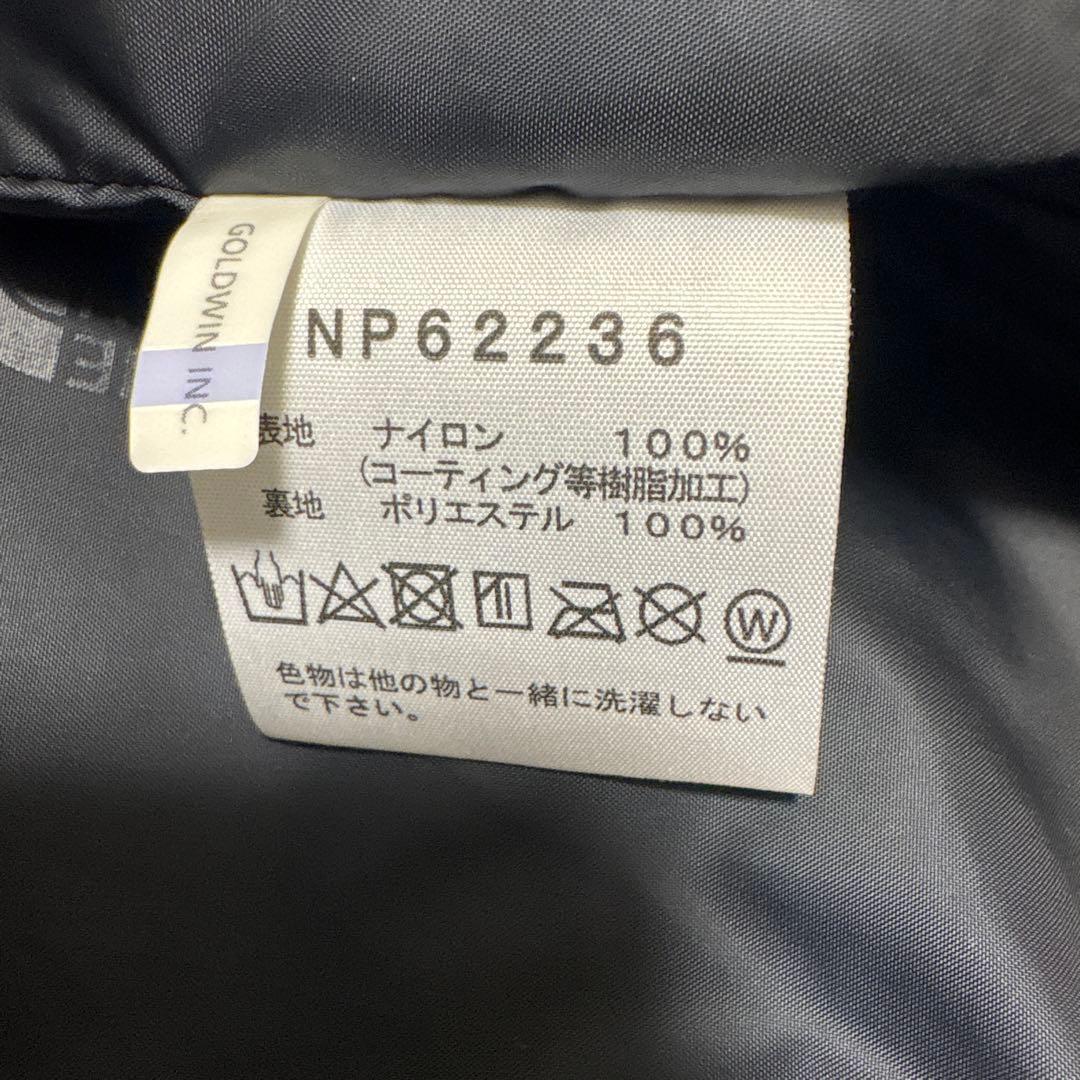 GOLDWIN INC.
NP62236
表地 ナイロン 100%
(コーティング等樹脂加工)
裏地 ポリエステル 100%
W
色物は他の物と一緒に洗濯しない
で下さい。